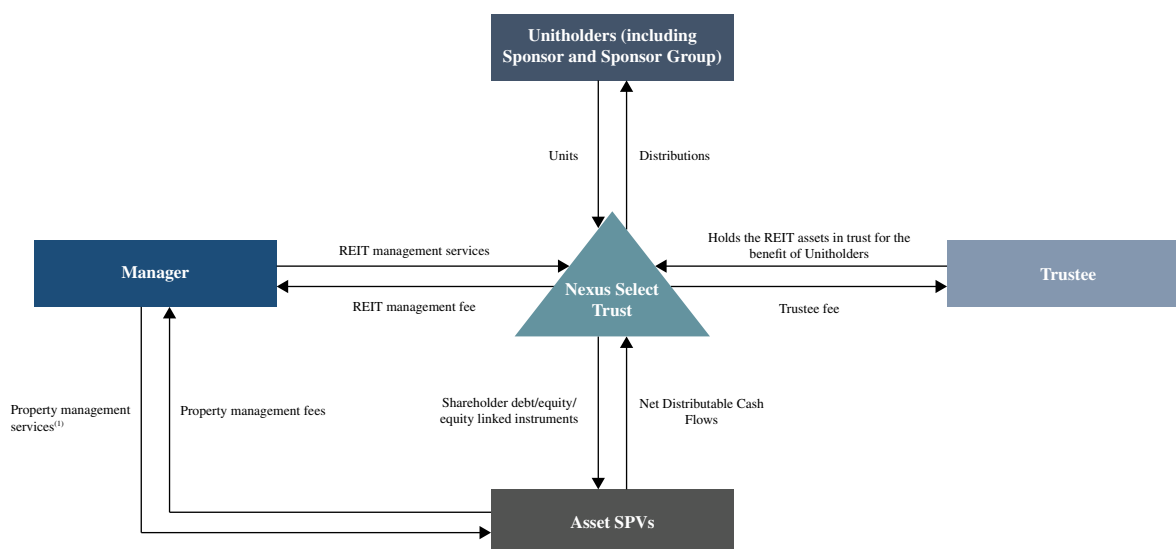 Unitholders (including
Sponsor and Sponsor Group)
Units
Distributions
REIT management services
Holds the REIT assets in trust for the
benefit of Unitholders
Manager
Trustee
Nexus Select
Trust
REIT management fee
Trustee fee
Property management
services(1)
Property management fees
Shareholder debt/equity/
equity linked instruments
Net Distributable Cash
Flows
Asset SPVs